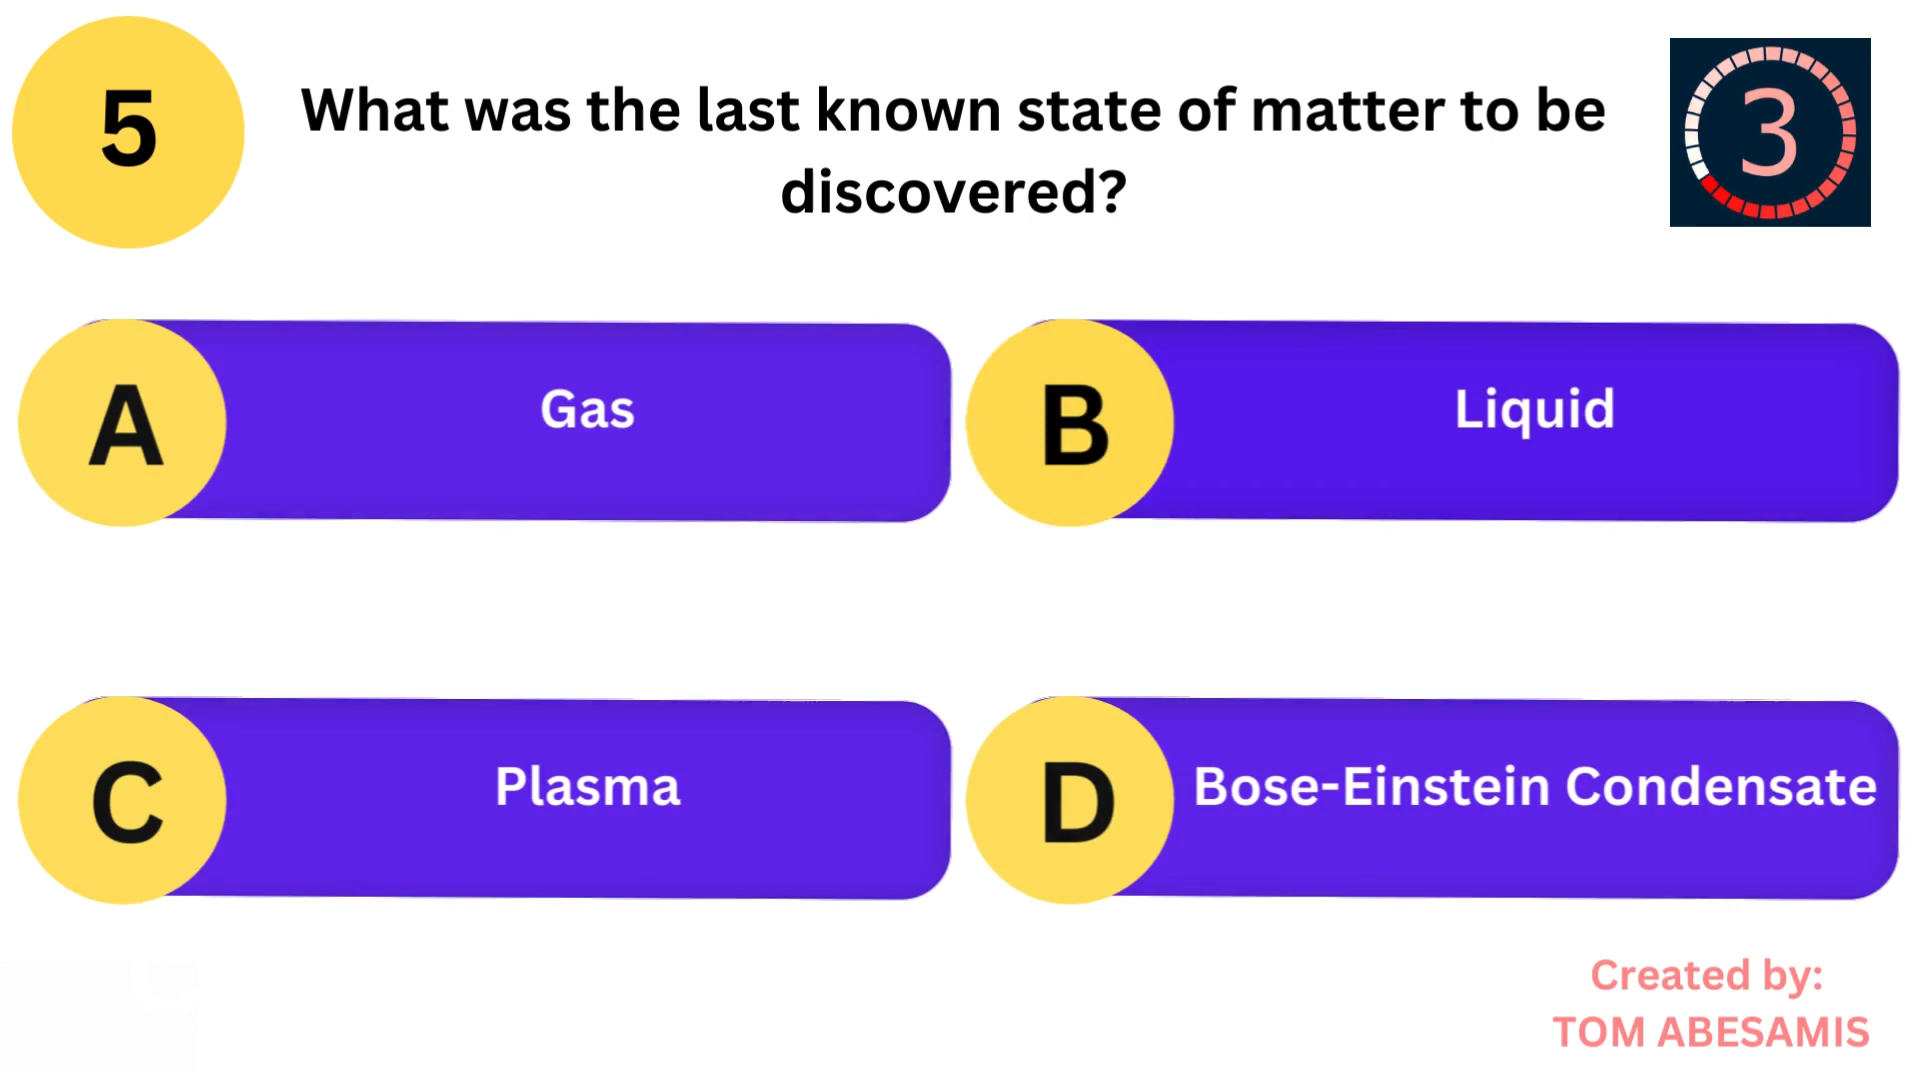 5
What was the last known state of matter to be
discovered?
3
A
Gas
B
Liquid
C
Plasma
D
Bose-Einstein Condensate
Created by:
TOM ABESAMIS